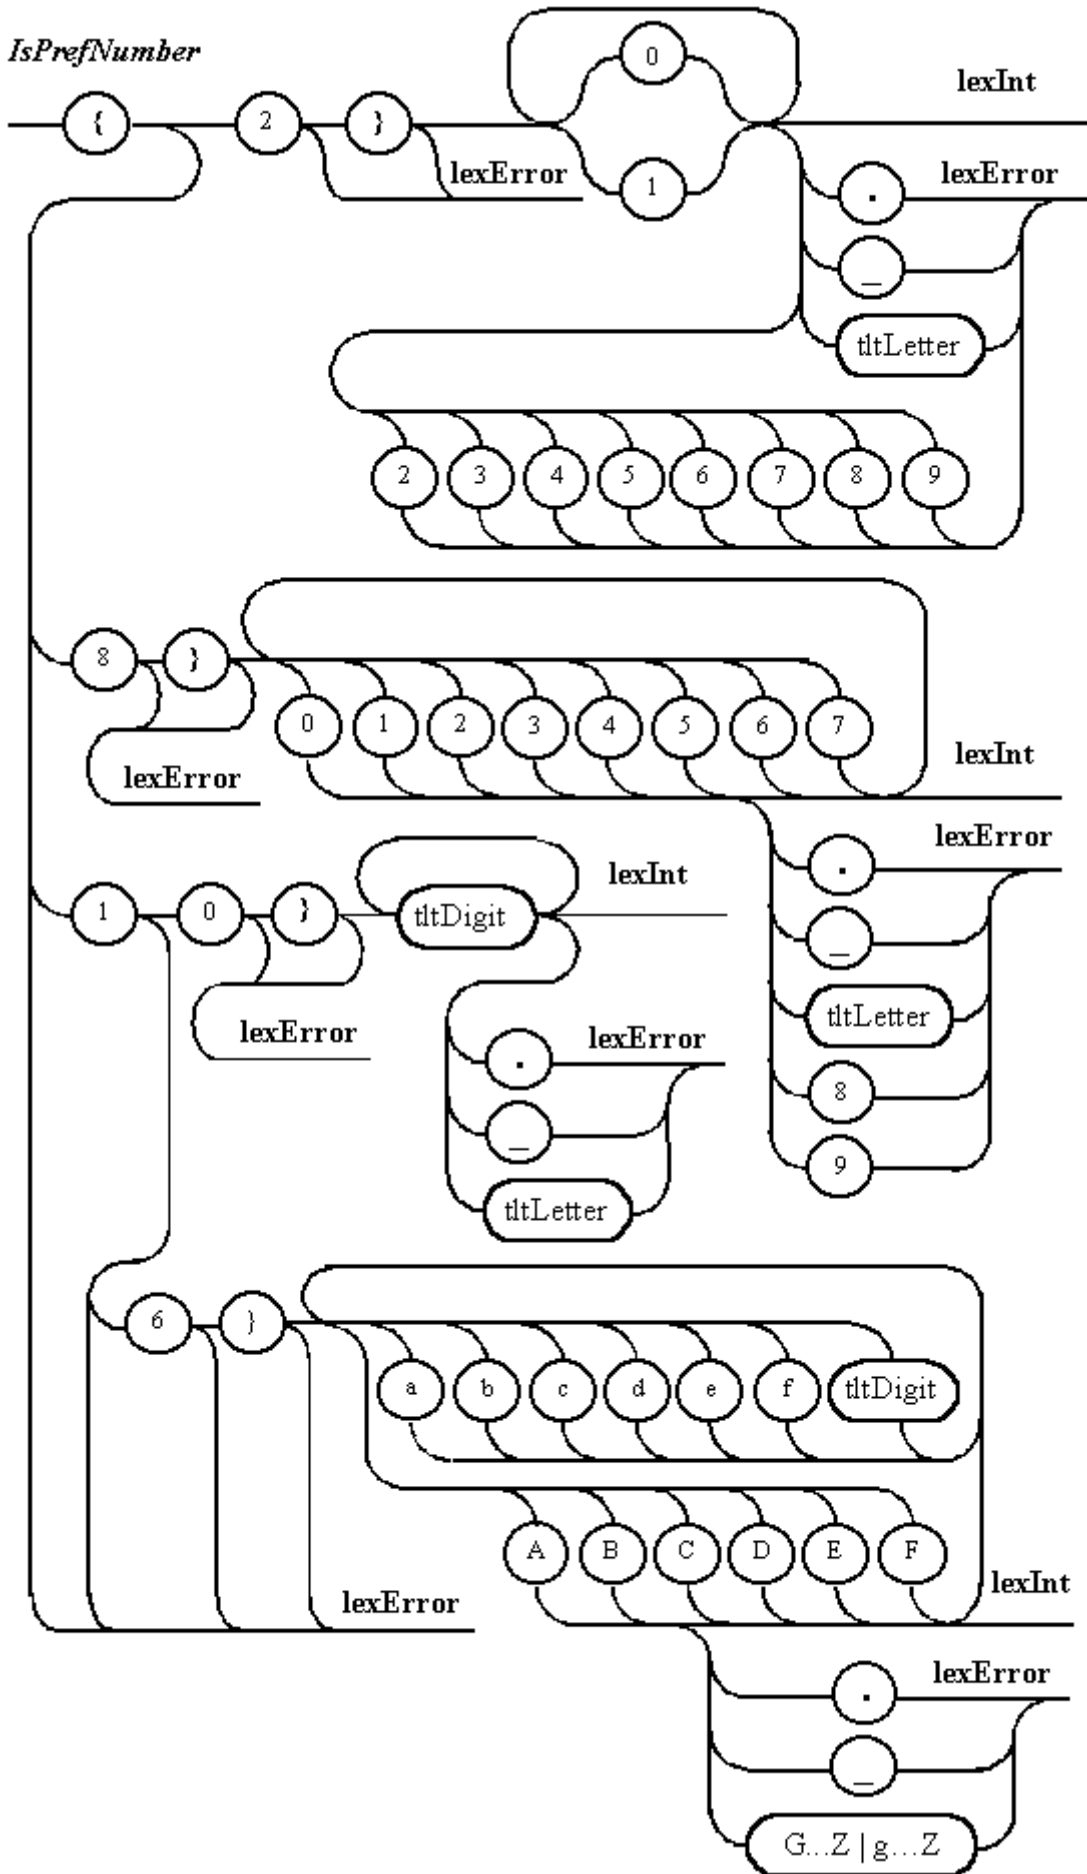 IsPrefNumber
0
lexInt
{ 2 }
lexError
1
lexError
.
_
tltLetter
2 3 4 5 6 7 8 9
8 }
0 1 2 3 4 5 6 7
lexInt
lexError
lexError
.
1 0 } tltDigit
lexInt
_
lexError
tltLetter
.
lexError
8
_
9
tltLetter
6 }
a b c d e f tltDigit
A B C D E F
lexInt
lexError
.
lexError
_
G...Z | g...Z